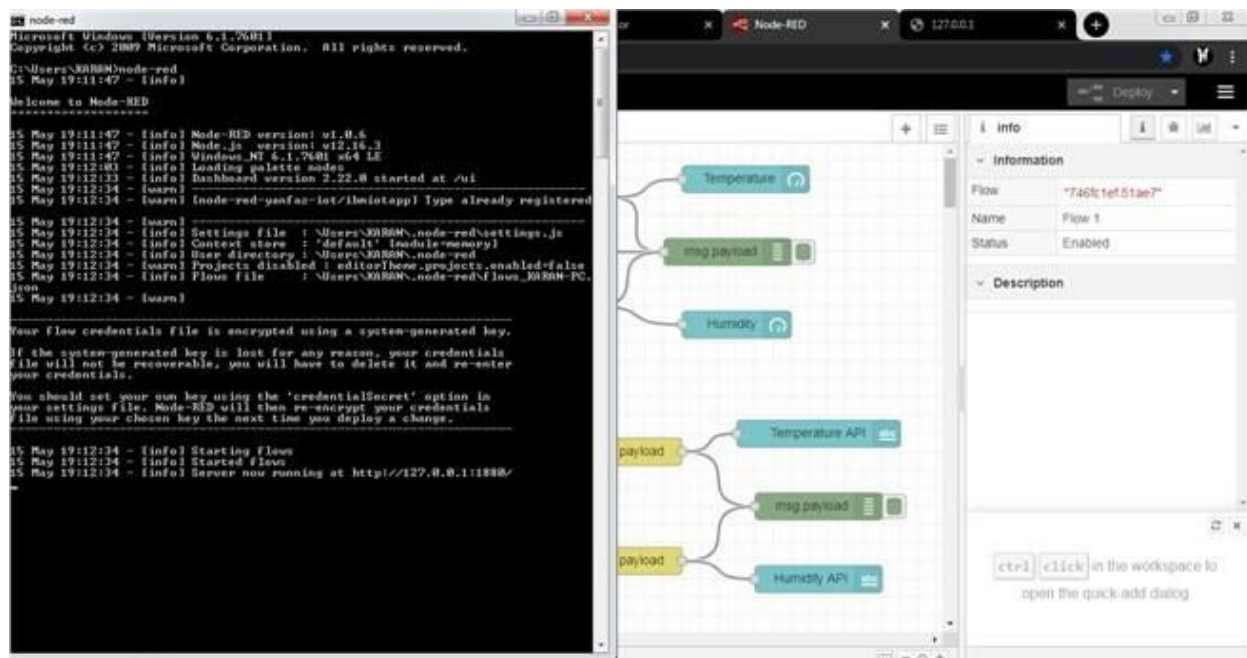 node-red
Microsoft Windows [Version 6.1.7601]
Copyright (c) 2009 Microsoft Corporation. All rights reserved.
C:\Users\KARAN>node-red
15 May 19:11:47 - [info]
Welcome to Node-RED
===================
15 May 19:11:47 - [info] Node-RED version: v1.0.6
15 May 19:11:47 - [info] Node.js version: v12.16.3
15 May 19:11:47 - [info] Windows_NT 6.1.7601 x64 LE
15 May 19:12:03 - [info] Loading palette nodes
15 May 19:12:33 - [info] Dashboard version 2.22.0 started at /ui
15 May 19:12:34 - [warn] ------------------------------------------------------
15 May 19:12:34 - [warn] [node-red-yanfaz-iot/ibmiotapp] Type already registered
15 May 19:12:34 - [warn] ------------------------------------------------------
15 May 19:12:34 - [info] Settings file : \Users\KARAN\.node-red\settings.js
15 May 19:12:34 - [info] Context store : 'default' [module=memory]
15 May 19:12:34 - [info] User directory : \Users\KARAN\.node-red
15 May 19:12:34 - [warn] Projects disabled : editorTheme.projects.enabled=false
15 May 19:12:34 - [info] Flows file : \Users\KARAN\.node-red\flows_KARAN-PC.
json
15 May 19:12:34 - [warn]
---------------------------------------------------------------------
Your flow credentials file is encrypted using a system-generated key.
If the system-generated key is lost for any reason, your credentials
file will not be recoverable, you will have to delete it and re-enter
your credentials.
You should set your own key using the 'credentialSecret' option in
your settings file. Node-RED will then re-encrypt your credentials
file using your chosen key the next time you deploy a change.
---------------------------------------------------------------------
15 May 19:12:34 - [info] Starting flows
15 May 19:12:34 - [info] Started flows
15 May 19:12:34 - [info] Server now running at http://127.0.0.1:1880/
or
Node-RED
127.0.0.1
Deploy
Temperature
msg.payload
Humidity
payload
Temperature API
abc
msg.payload
payload
Humidity API
abc
i info
i
Information
Flow "746fc1ef.51ae7"
Name Flow 1
Status Enabled
Description
ctrl click in the workspace to
open the quick-add dialog